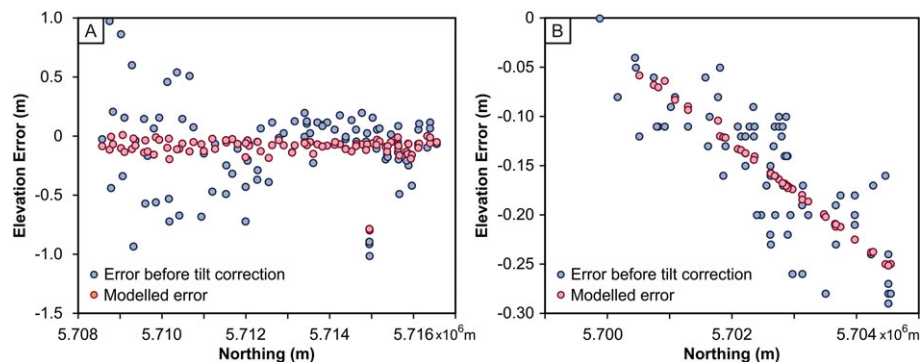 A
Elevation Error (m)
1.0
0.5
0
-0.5
-1.0
-1.5
Error before tilt correction
Modelled error
5.708
5.710
5.712
5.714
5.716 ×10⁶ m
Northing (m)
B
Elevation Error (m)
0
-0.05
-0.10
-0.15
-0.20
-0.25
-0.30
Error before tilt correction
Modelled error
5.700
5.702
5.704 ×10⁶ m
Northing (m)